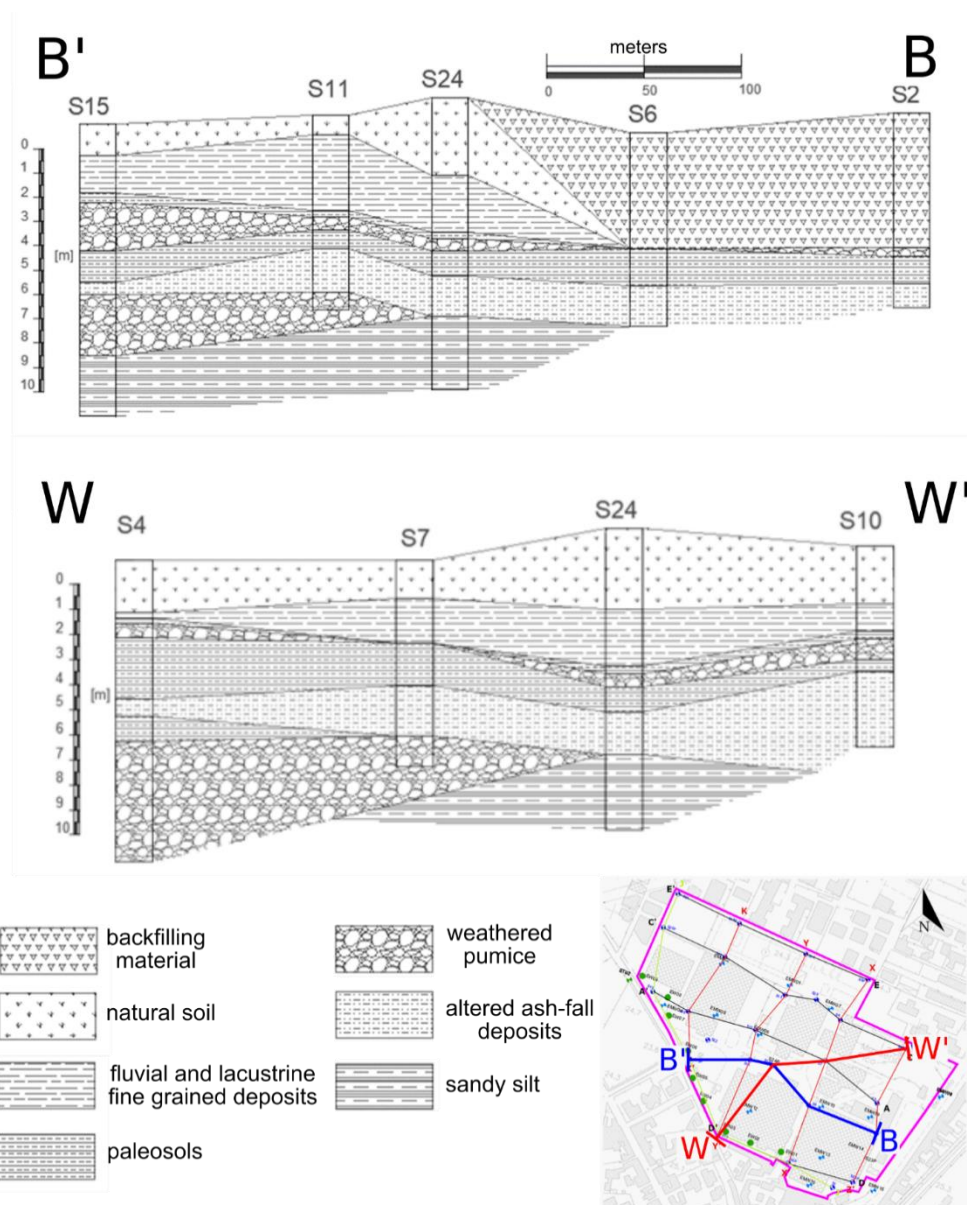 B'
B
meters
0 50 100
S15
S11
S24
S6
S2
0
1
2
3
4
[m]
5
6
7
8
9
10
W
W'
S4
S7
S24
S10
0
1
2
3
4
[m]
5
6
7
8
9
10
backfilling
material
weathered
pumice
natural soil
altered ash-fall
deposits
fluvial and lacustrine
fine grained deposits
sandy silt
paleosols
E'
K
Y
X
C'
E
N
A'
W'
B'
A
B
D'
W
D